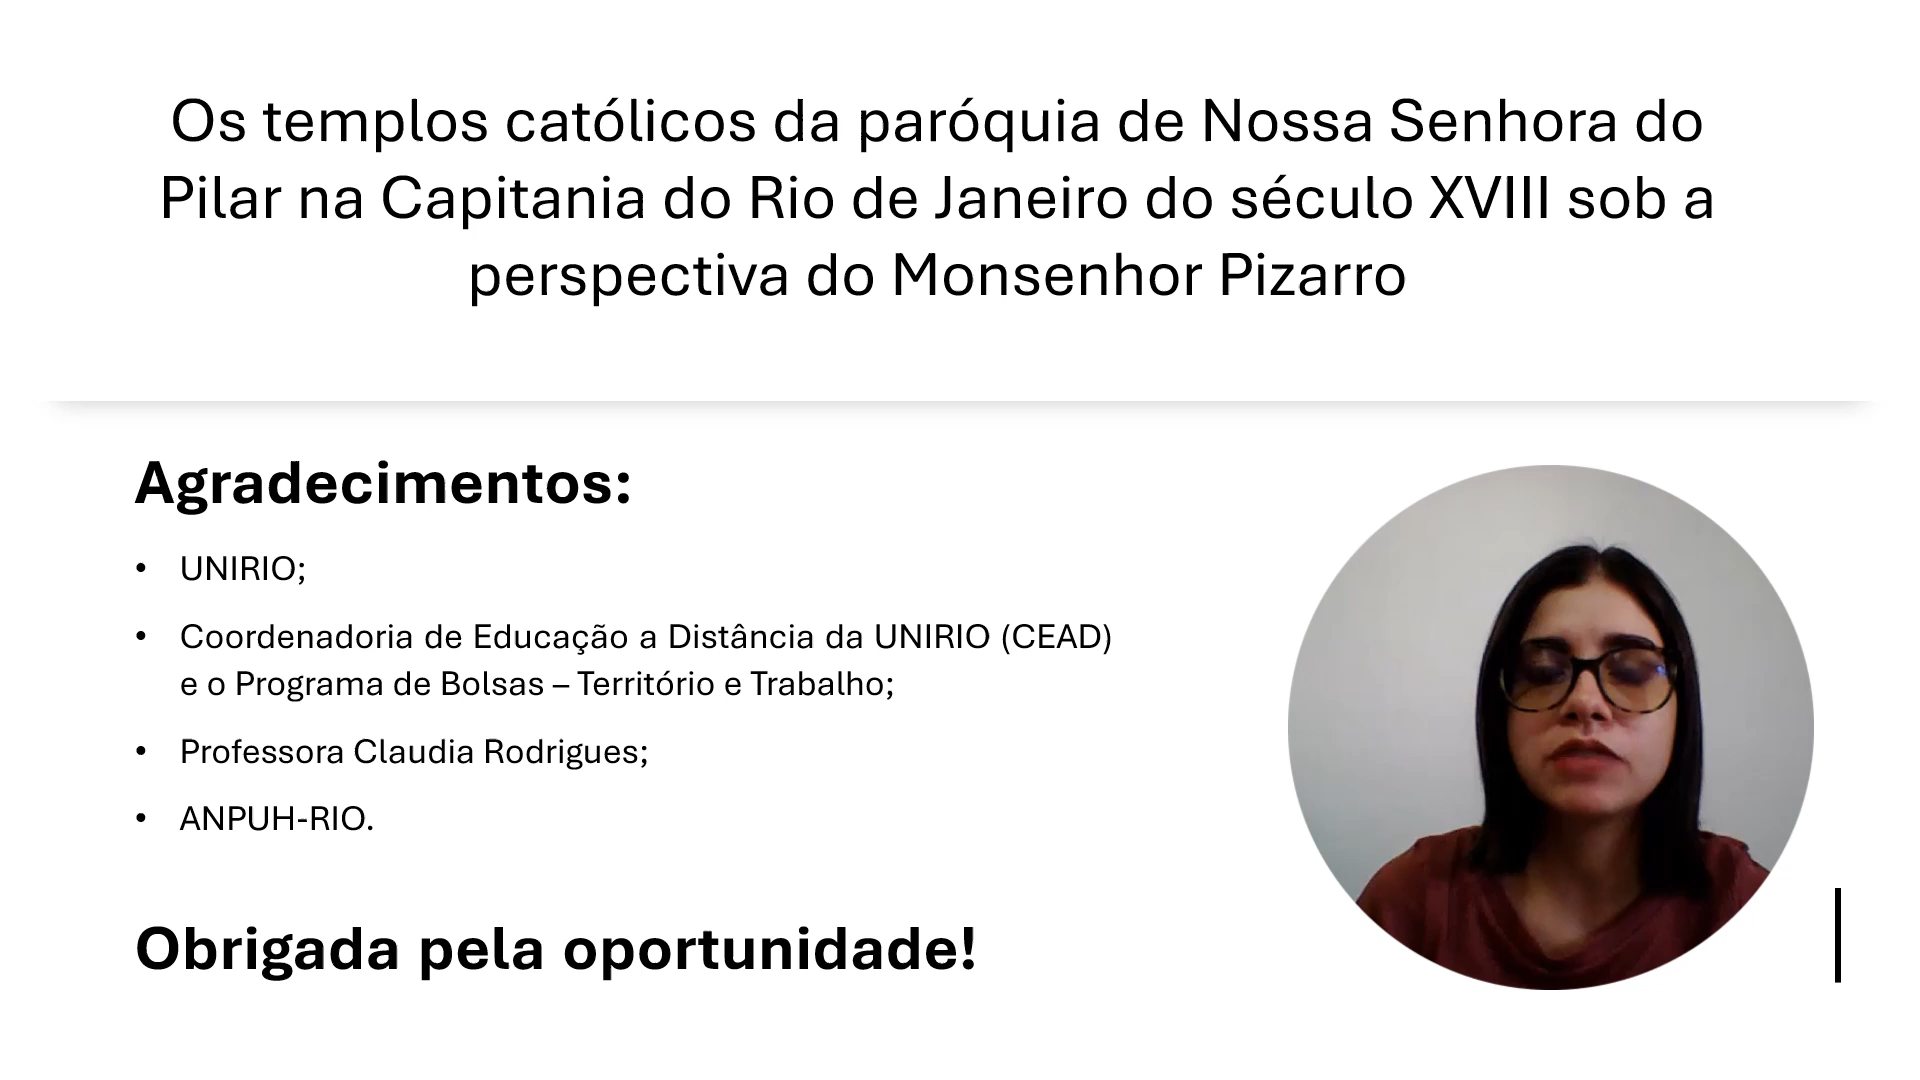 Os templos católicos da paróquia de Nossa Senhora do
Pilar na Capitania do Rio de Janeiro do século XVIII sob a
perspectiva do Monsenhor Pizarro
Agradecimentos:
• UNIRIO;
• Coordenadoria de Educação a Distância da UNIRIO (CEAD)
e o Programa de Bolsas – Território e Trabalho;
• Professora Claudia Rodrigues;
• ANPUH-RIO.
Obrigada pela oportunidade!